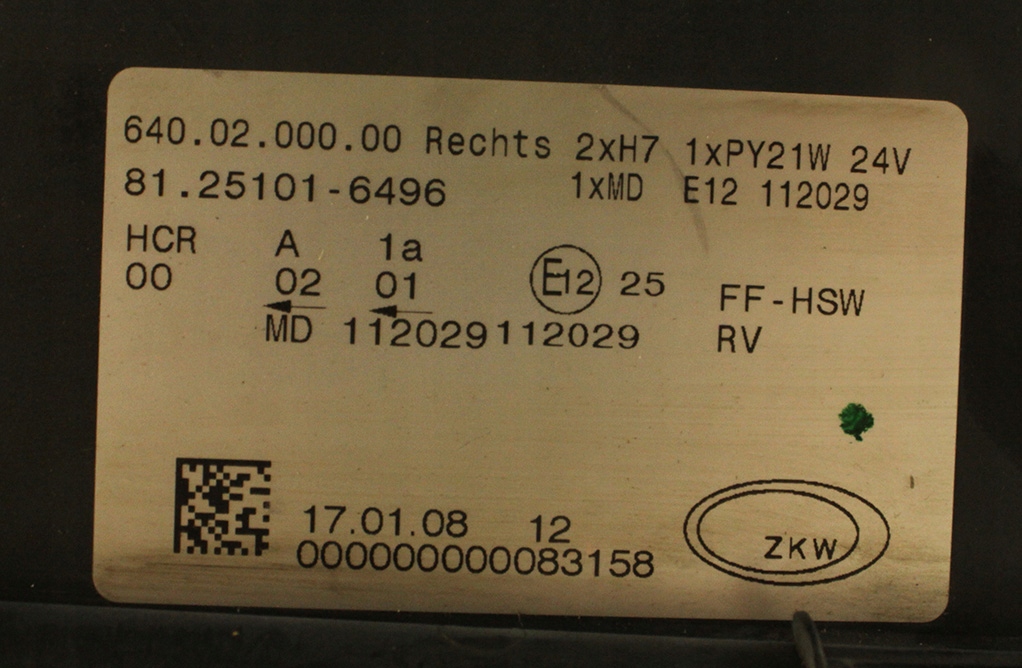 640.02.000.00 Rechts 2xH7 1xPY21W 24V
81.25101-6496 1xMD E12 112029
HCR A 1a
00 02 01 E12 25 FF-HSW
MD 112029112029 RV
17.01.08 12
000000000083158
ZKW